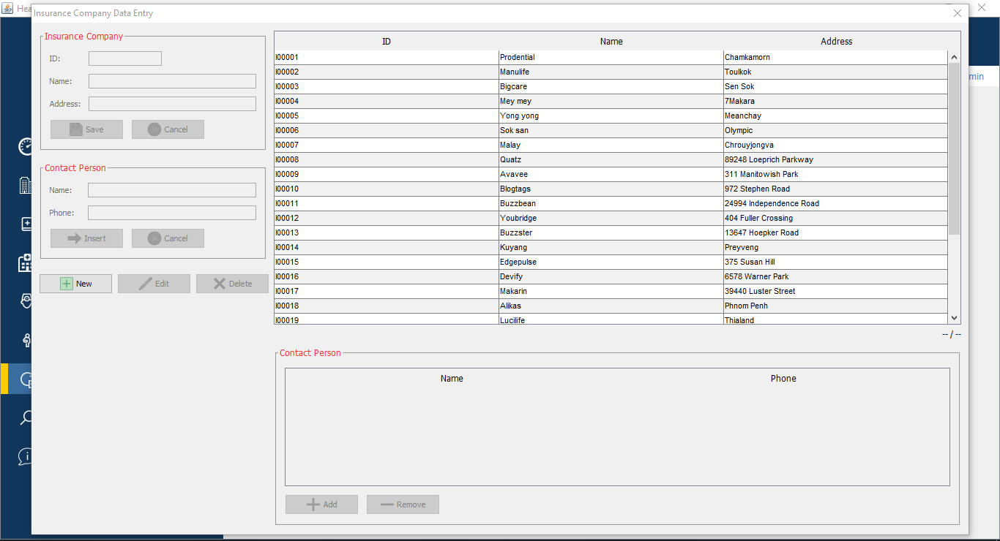 Hea
Insurance Company Data Entry
min
Insurance Company
ID:
Name:
Address:
Save Cancel
Contact Person
Name:
Phone:
Insert Cancel
New Edit Delete
ID Name Address
I00001 Prodential Chamkamorn
I00002 Manulife Toulkok
I00003 Bigcare Sen Sok
I00004 Mey mey 7Makara
I00005 Yong yong Meanchay
I00006 Sok san Olympic
I00007 Malay Chrouyjongva
I00008 Quatz 89248 Loeprich Parkway
I00009 Avavee 311 Manitowish Park
I00010 Blogtags 972 Stephen Road
I00011 Buzzbean 24994 Independence Road
I00012 Youbridge 404 Fuller Crossing
I00013 Buzzster 13647 Hoepker Road
I00014 Kuyang Preyveng
I00015 Edgepulse 375 Susan Hill
I00016 Devify 6578 Warner Park
I00017 Makarin 39440 Luster Street
I00018 Alikas Phnom Penh
I00019 Lucilife Thialand
-- / --
Contact Person
Name Phone
Add Remove